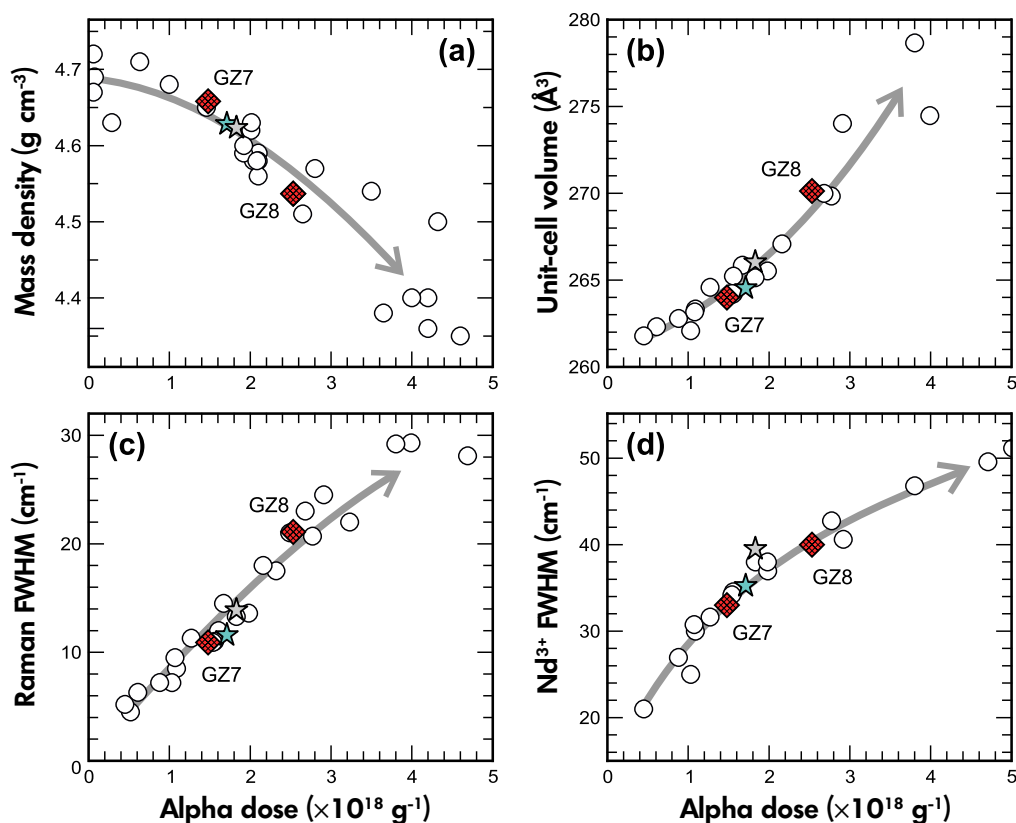 (a)
GZ7
GZ8
4.7
4.6
4.5
4.4
Mass density (g cm⁻³)
0 1 2 3 4 5
(b)
GZ8
GZ7
280
275
270
265
260
Unit-cell volume (Å³)
0 1 2 3 4 5
(c)
GZ8
GZ7
30
20
10
0
Raman FWHM (cm⁻¹)
0 1 2 3 4 5
Alpha dose (×10¹⁸ g⁻¹)
(d)
GZ8
GZ7
50
40
30
20
Nd³⁺ FWHM (cm⁻¹)
0 1 2 3 4 5
Alpha dose (×10¹⁸ g⁻¹)